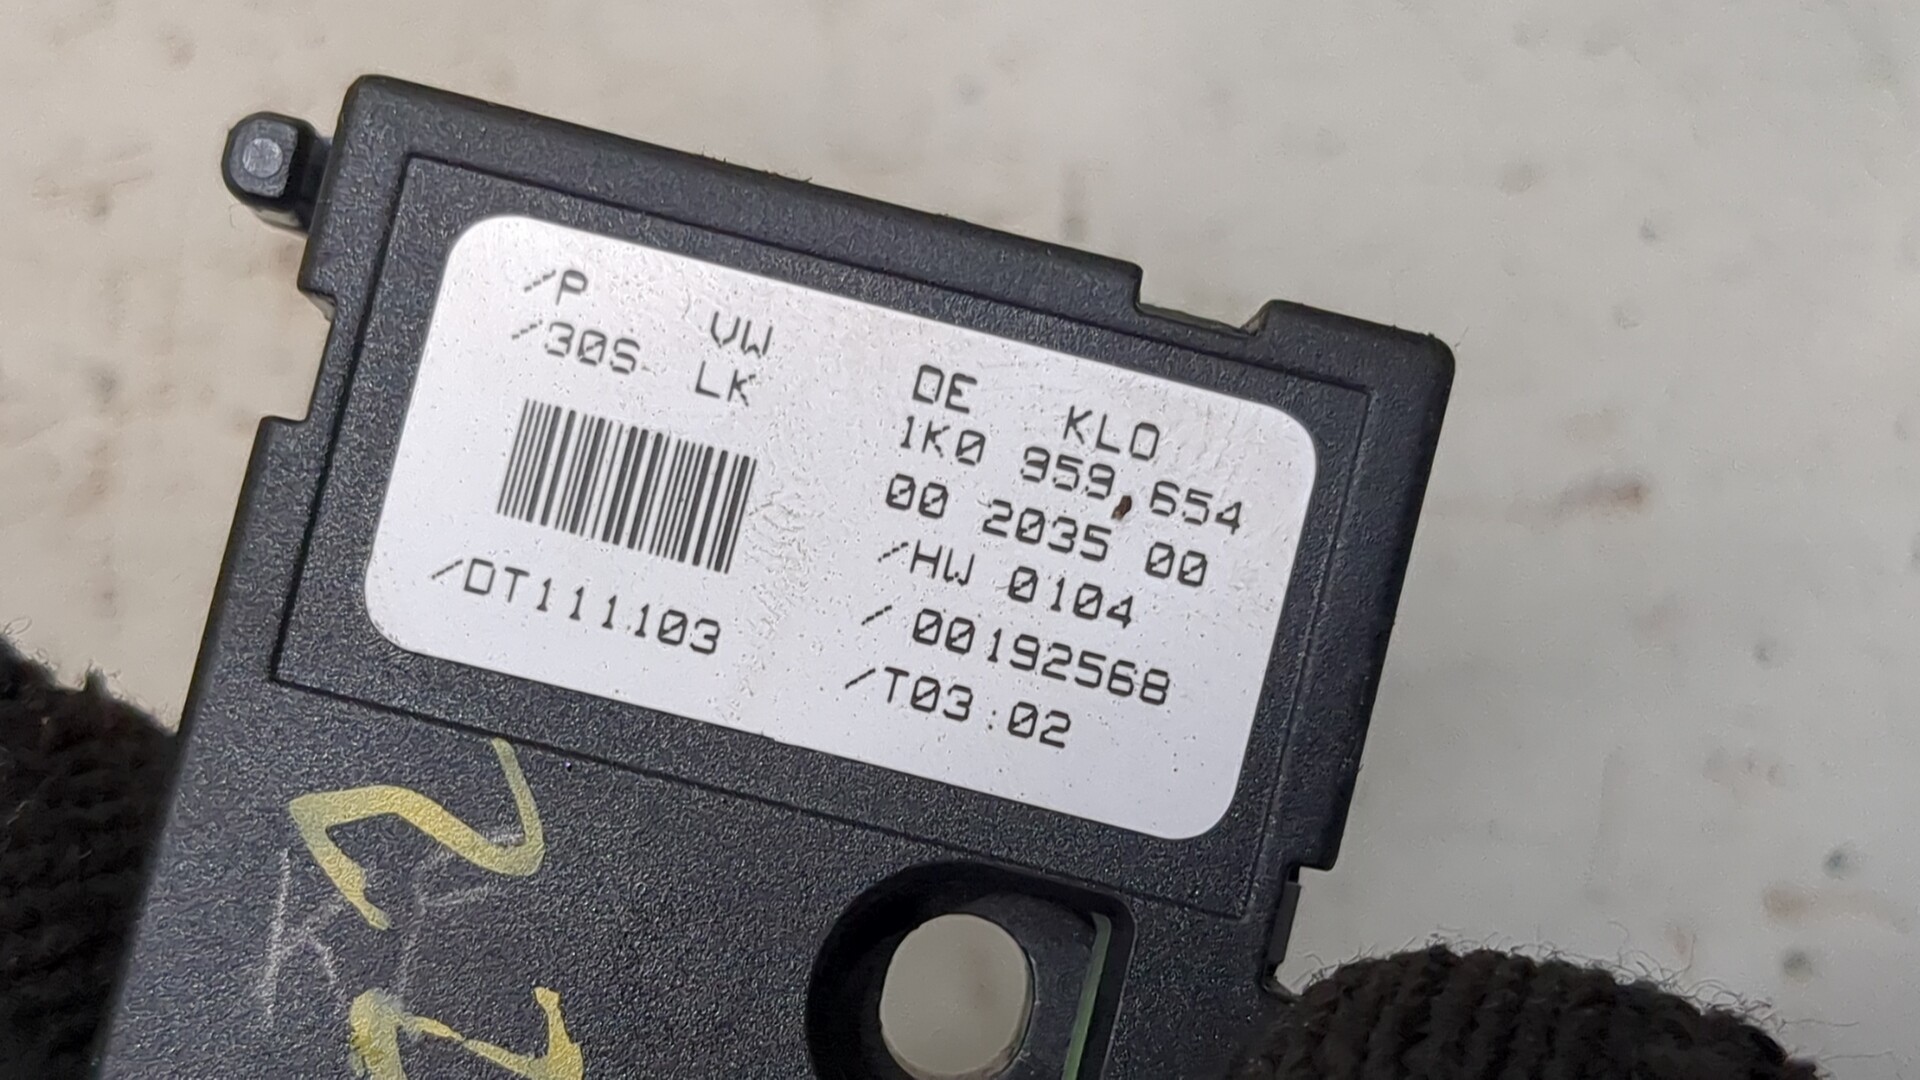 /P VW DE KLO
/30S LK 1K0 959 654
00 2035 00
/HW 0104
/DT111103 / 00192568
/T03:02